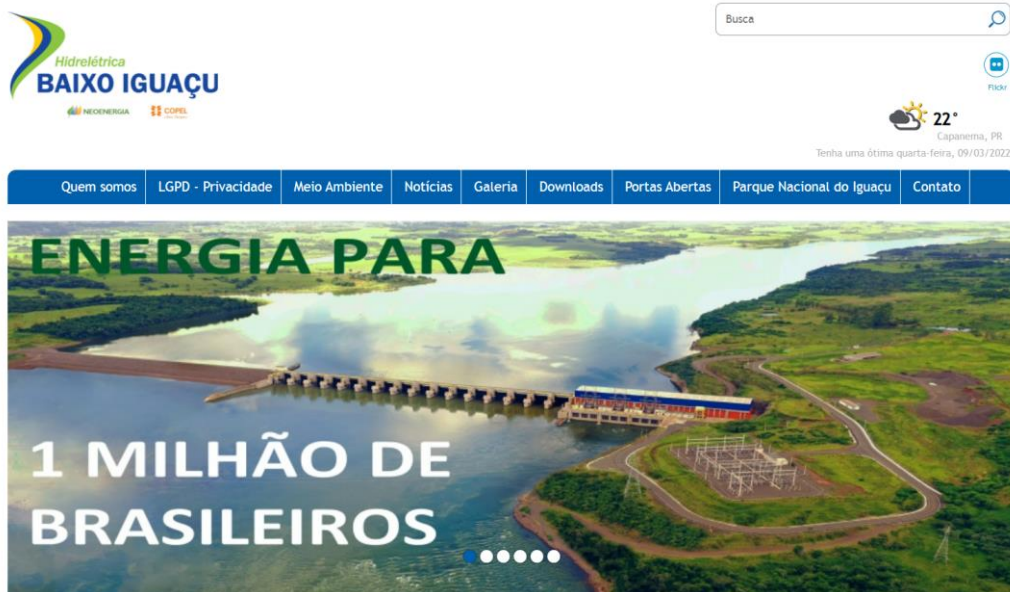 Busca
Hidrelétrica
BAIXO IGUAÇU
NEOENERGIA
COPEL
Flickr
22°
Capanema, PR
Tenha uma ótima quarta-feira, 09/03/2022
Quem somos
LGPD - Privacidade
Meio Ambiente
Notícias
Galeria
Downloads
Portas Abertas
Parque Nacional do Iguaçu
Contato
ENERGIA PARA
1 MILHÃO DE
BRASILEIROS